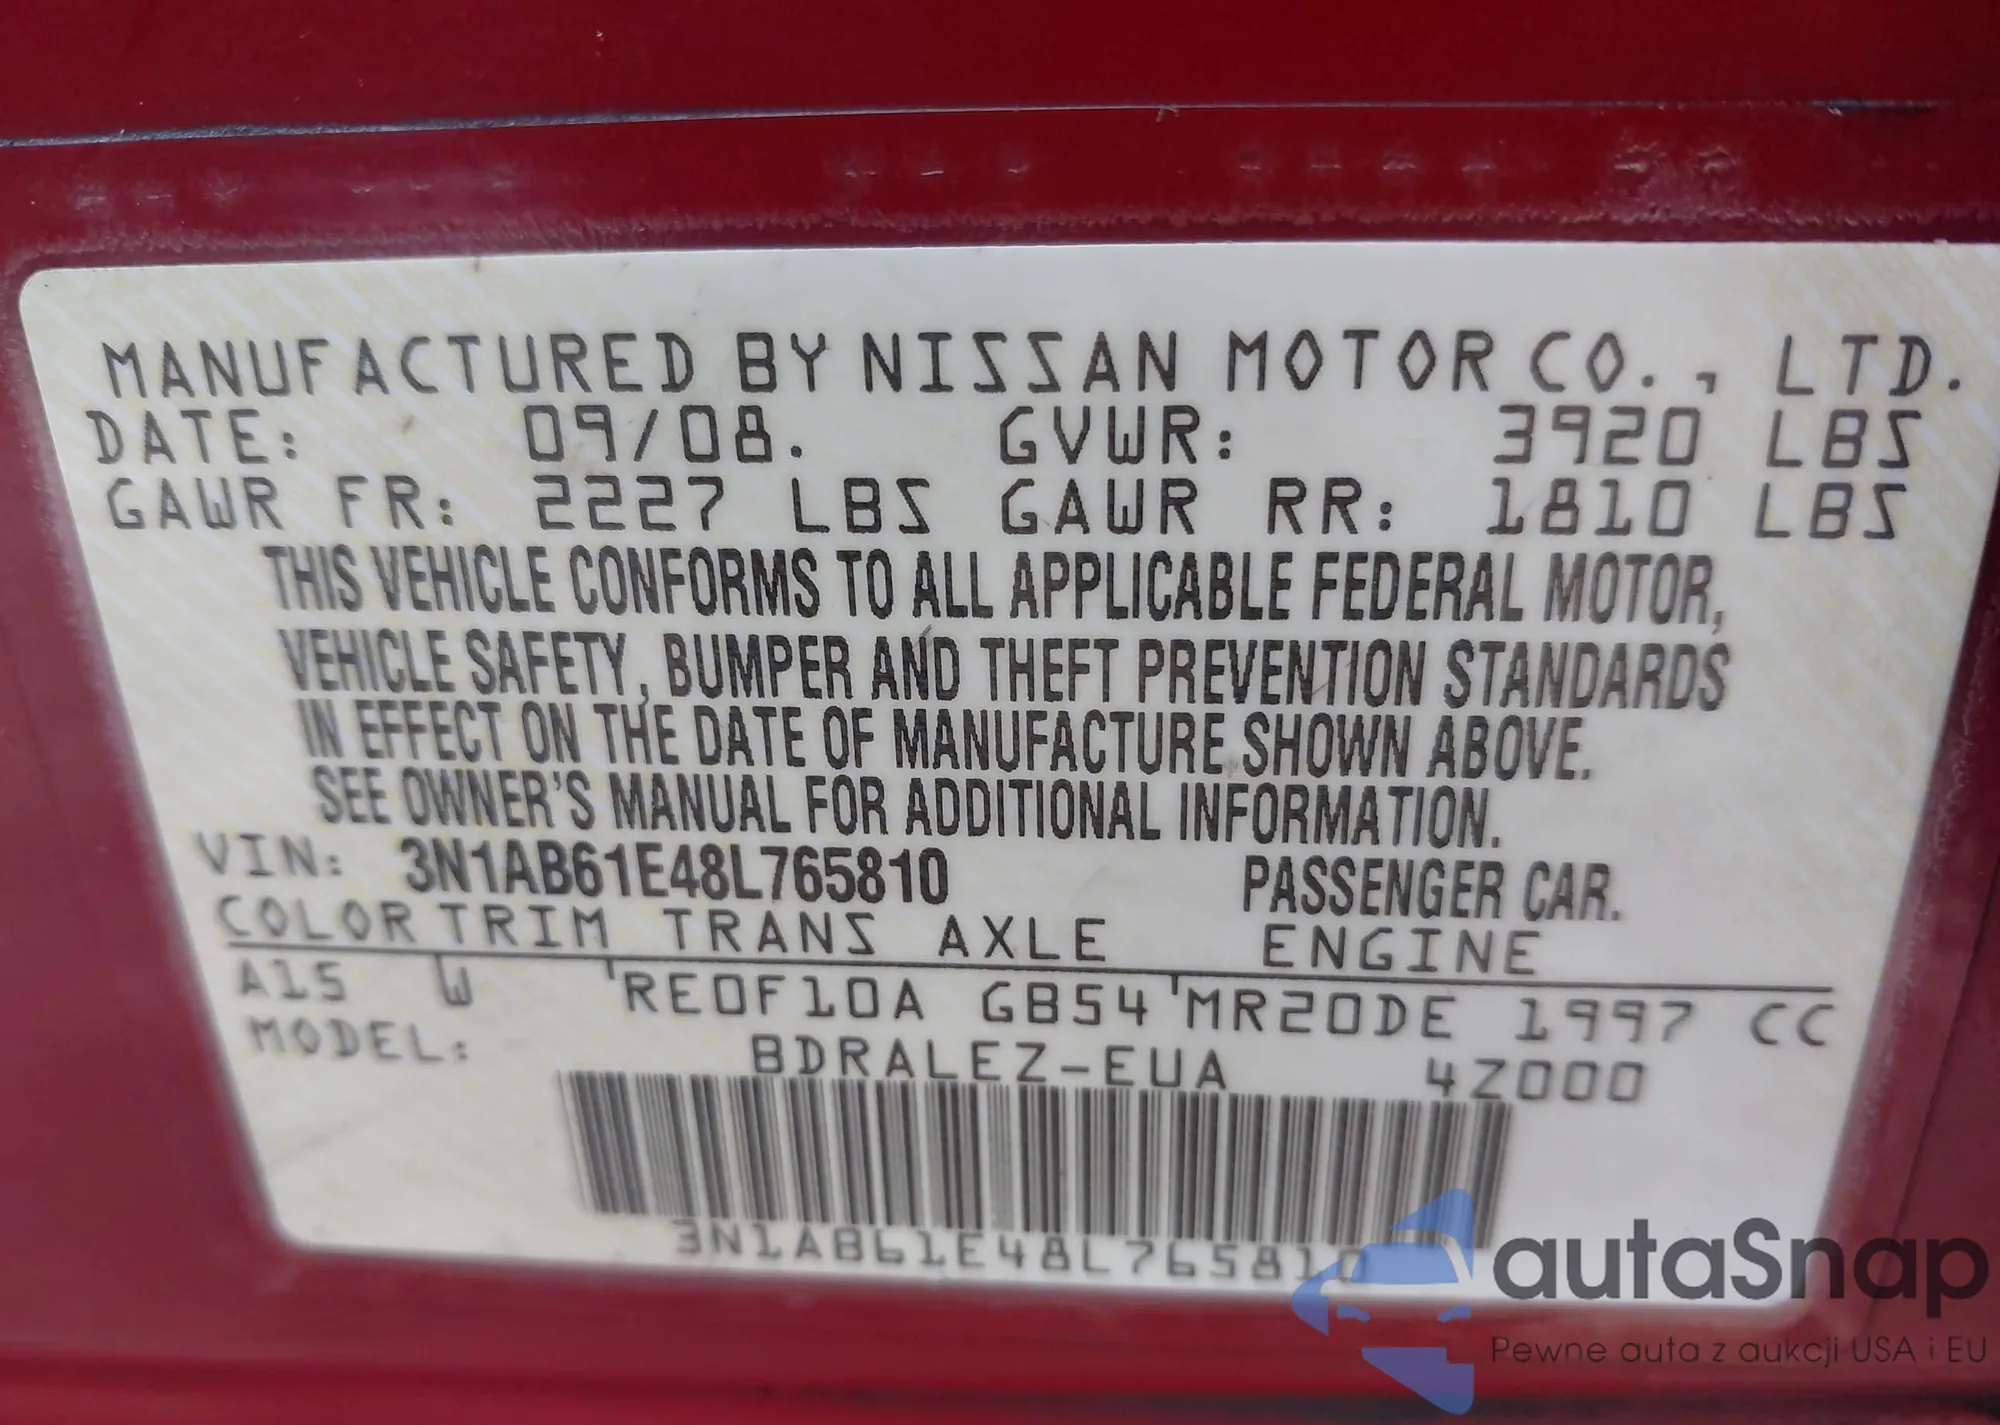 MANUFACTURED BY NISSAN MOTOR CO., LTD.
DATE: 09/08. GVWR: 3920 LBS
GAWR FR: 2227 LBS GAWR RR: 1810 LBS
THIS VEHICLE CONFORMS TO ALL APPLICABLE FEDERAL MOTOR,
VEHICLE SAFETY, BUMPER AND THEFT PREVENTION STANDARDS
IN EFFECT ON THE DATE OF MANUFACTURE SHOWN ABOVE.
SEE OWNER'S MANUAL FOR ADDITIONAL INFORMATION.
VIN: 3N1AB61E48L765810 PASSENGER CAR.
COLOR TRIM TRANS AXLE ENGINE
A15 W RE0F10A GB54 MR20DE 1997 CC
MODEL: BDRALEZ-EUA 4Z000
3N1AB61E48L765810
autaSnap
Pewne auta z aukcji USA i EU